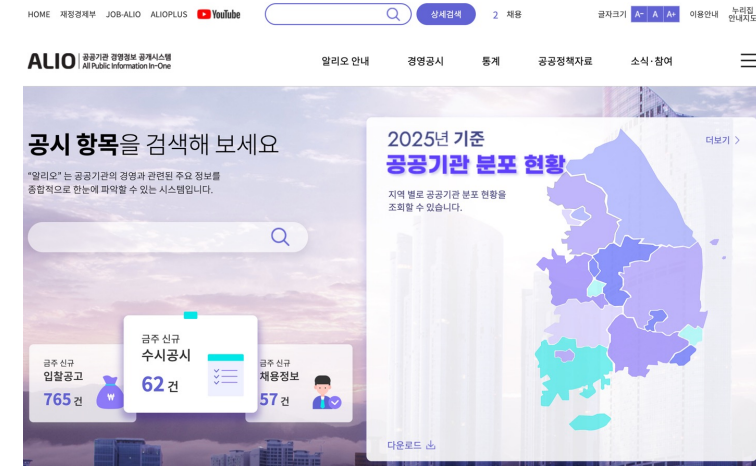 HOME 재정경제부 JOB-ALIO ALIOPLUS YouTube 상세검색 2 채용 글자크기 A- A A+ 이용안내 누리집 안내지도
ALIO 공공기관 경영정보 공개시스템
All Public Information In-One
알리오 안내 경영공시 통계 공공정책자료 소식·참여
공시 항목을 검색해 보세요
“알리오” 는 공공기관의 경영과 관련된 주요 정보를
종합적으로 한눈에 파악할 수 있는 시스템입니다.
금주 신규
입찰공고
765 건
금주 신규
수시공시
62 건
금주 신규
채용정보
57 건
2025년 기준
공공기관 분포 현황
더보기
지역 별로 공공기관 분포 현황을
조회할 수 있습니다.
다운로드